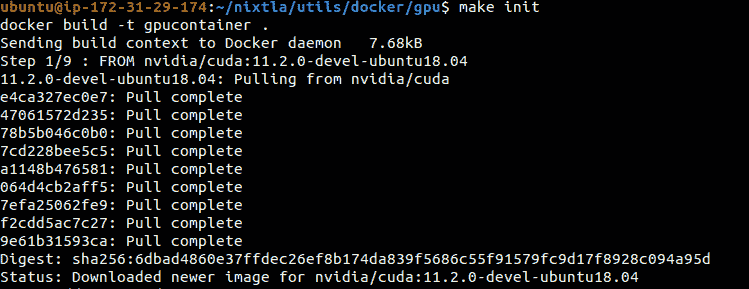 ubuntu@ip-172-31-29-174:~/nixtla/utils/docker/gpu$ make init
docker build -t gpucontainer .
Sending build context to Docker daemon   7.68kB
Step 1/9 : FROM nvidia/cuda:11.2.0-devel-ubuntu18.04
11.2.0-devel-ubuntu18.04: Pulling from nvidia/cuda
e4ca327ec0e7: Pull complete
47061572d235: Pull complete
78b5b046c0b0: Pull complete
7cd228bee5c5: Pull complete
a1148b476581: Pull complete
064d4cb2aff5: Pull complete
7efa25062fe9: Pull complete
f2cdd5ac7c27: Pull complete
9e61b31593ca: Pull complete
Digest: sha256:6dbad4860e37ffdec26ef8b174da839f5686c55f91579fc9d17f8928c094a95d
Status: Downloaded newer image for nvidia/cuda:11.2.0-devel-ubuntu18.04